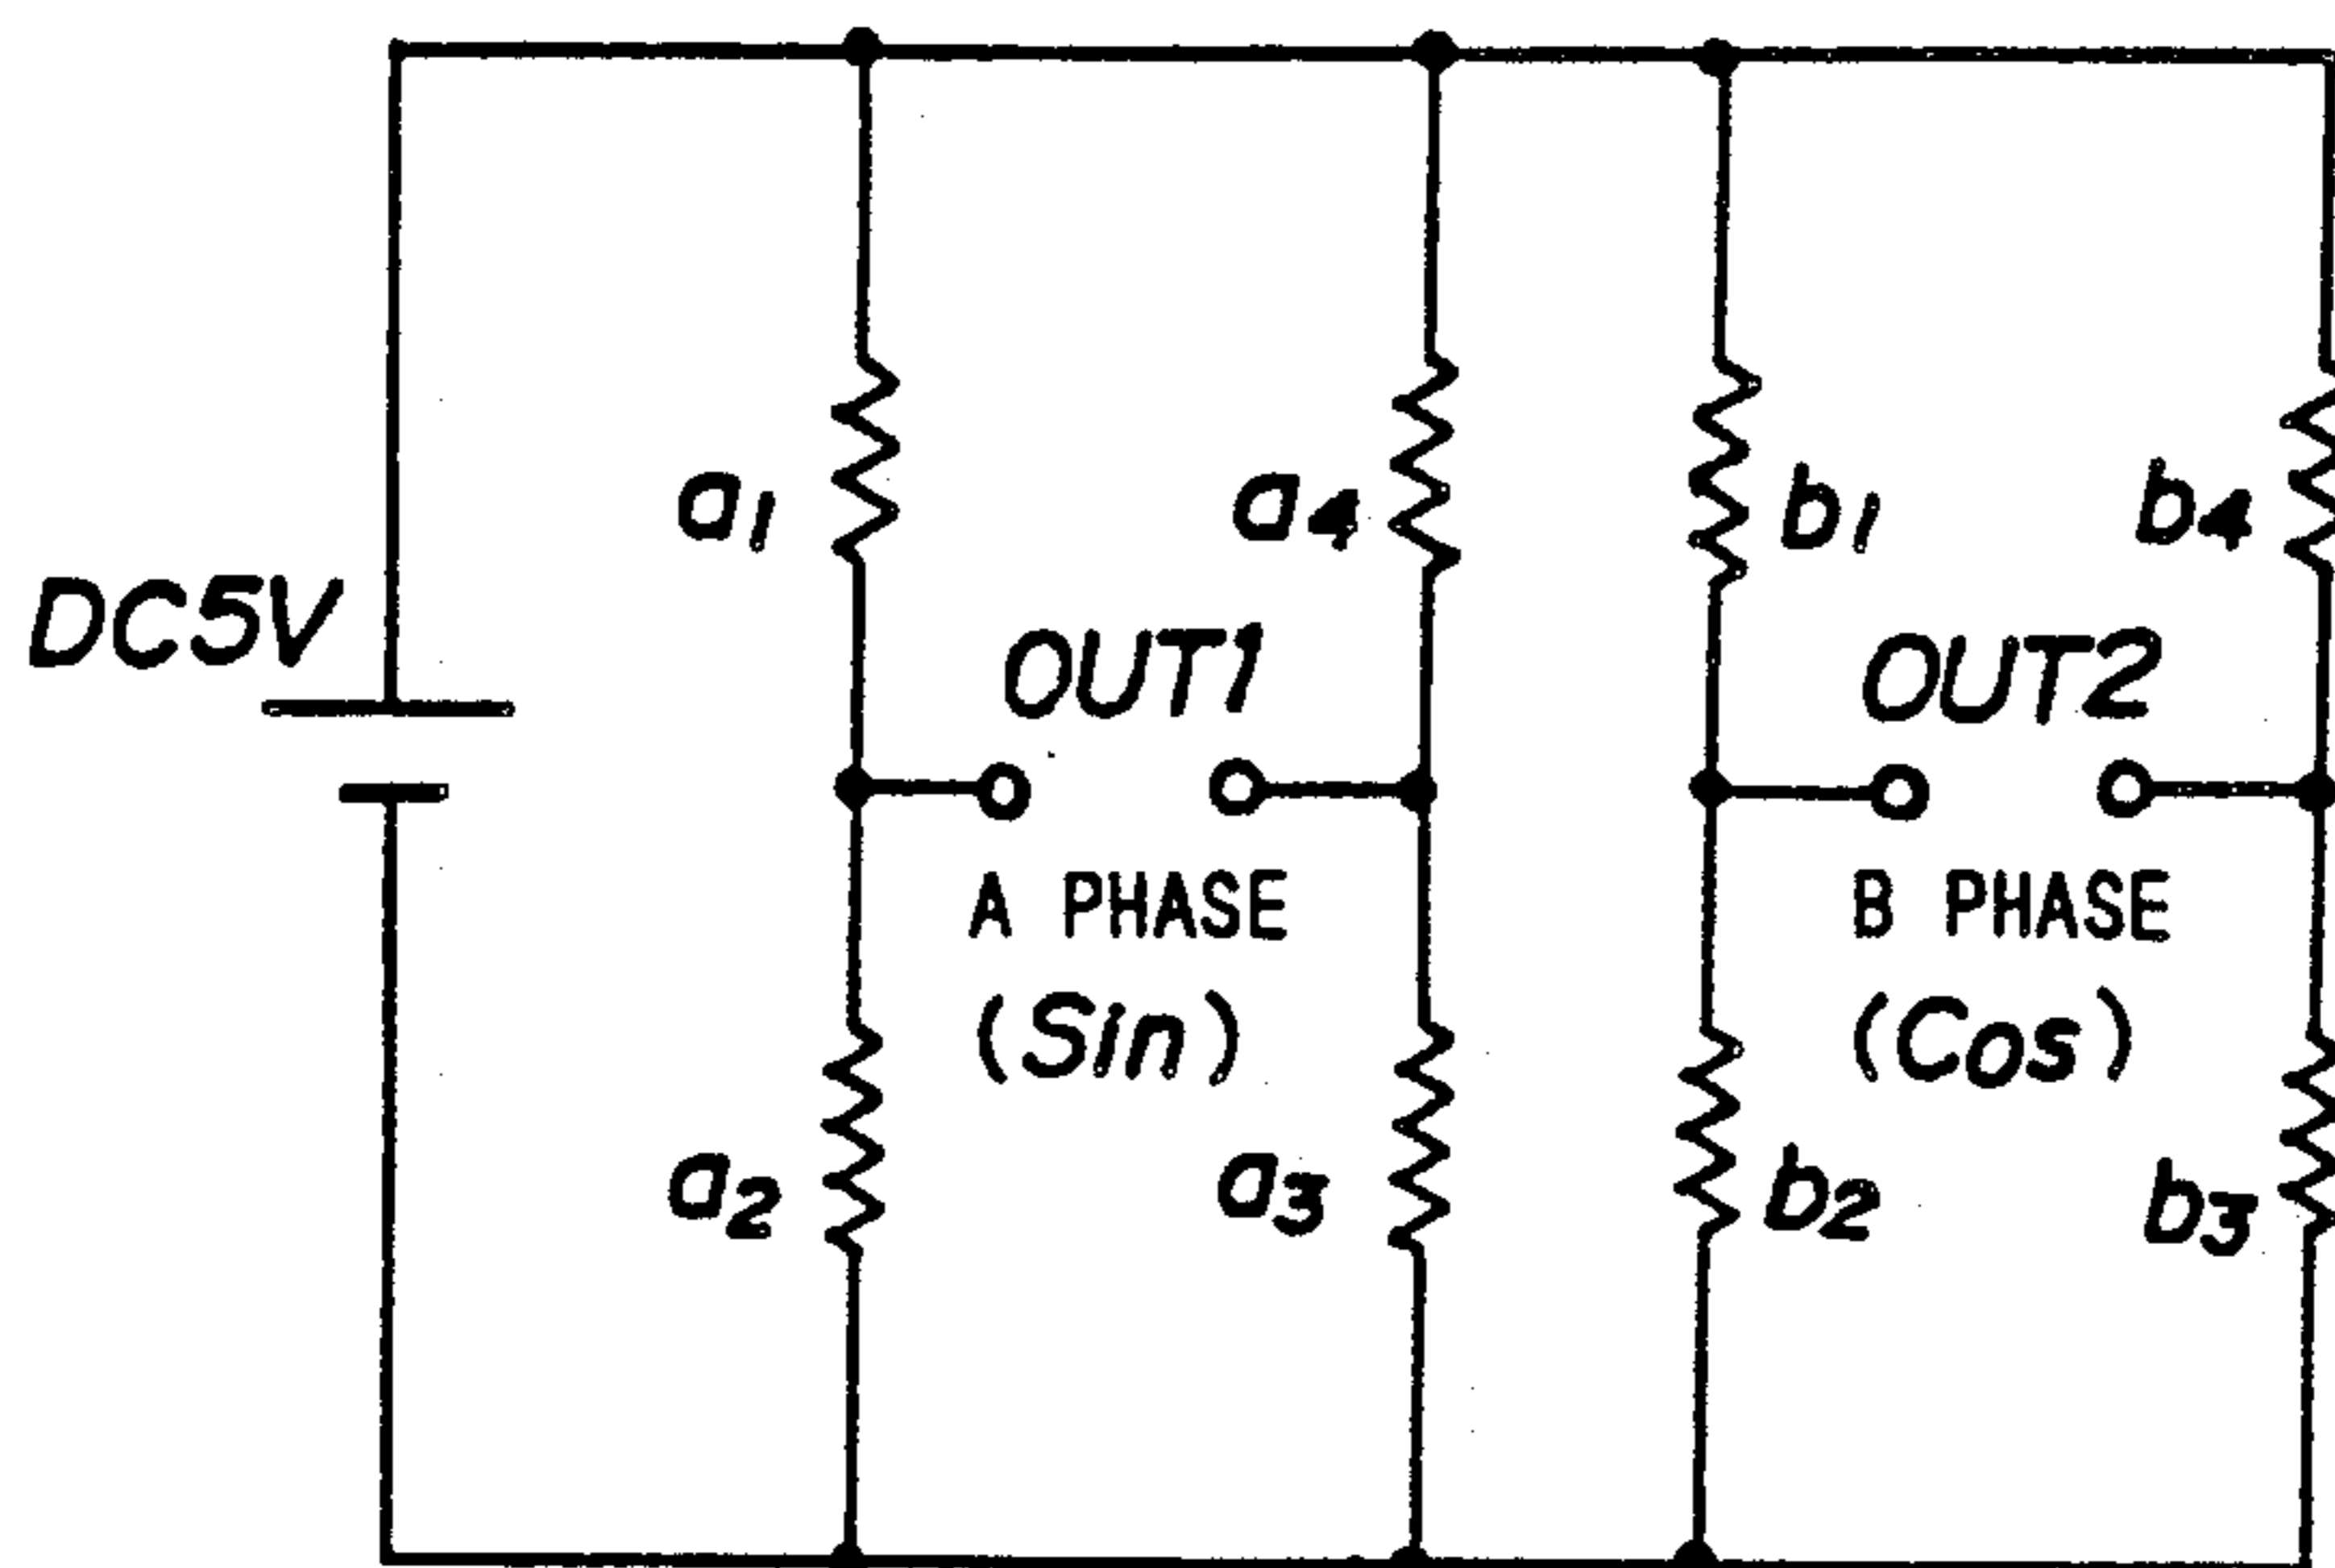 a1 a4 b1 b4
DC5V
OUT1 OUT2
A PHASE B PHASE
(Sin) (Cos)
a2 a3 b2 b3